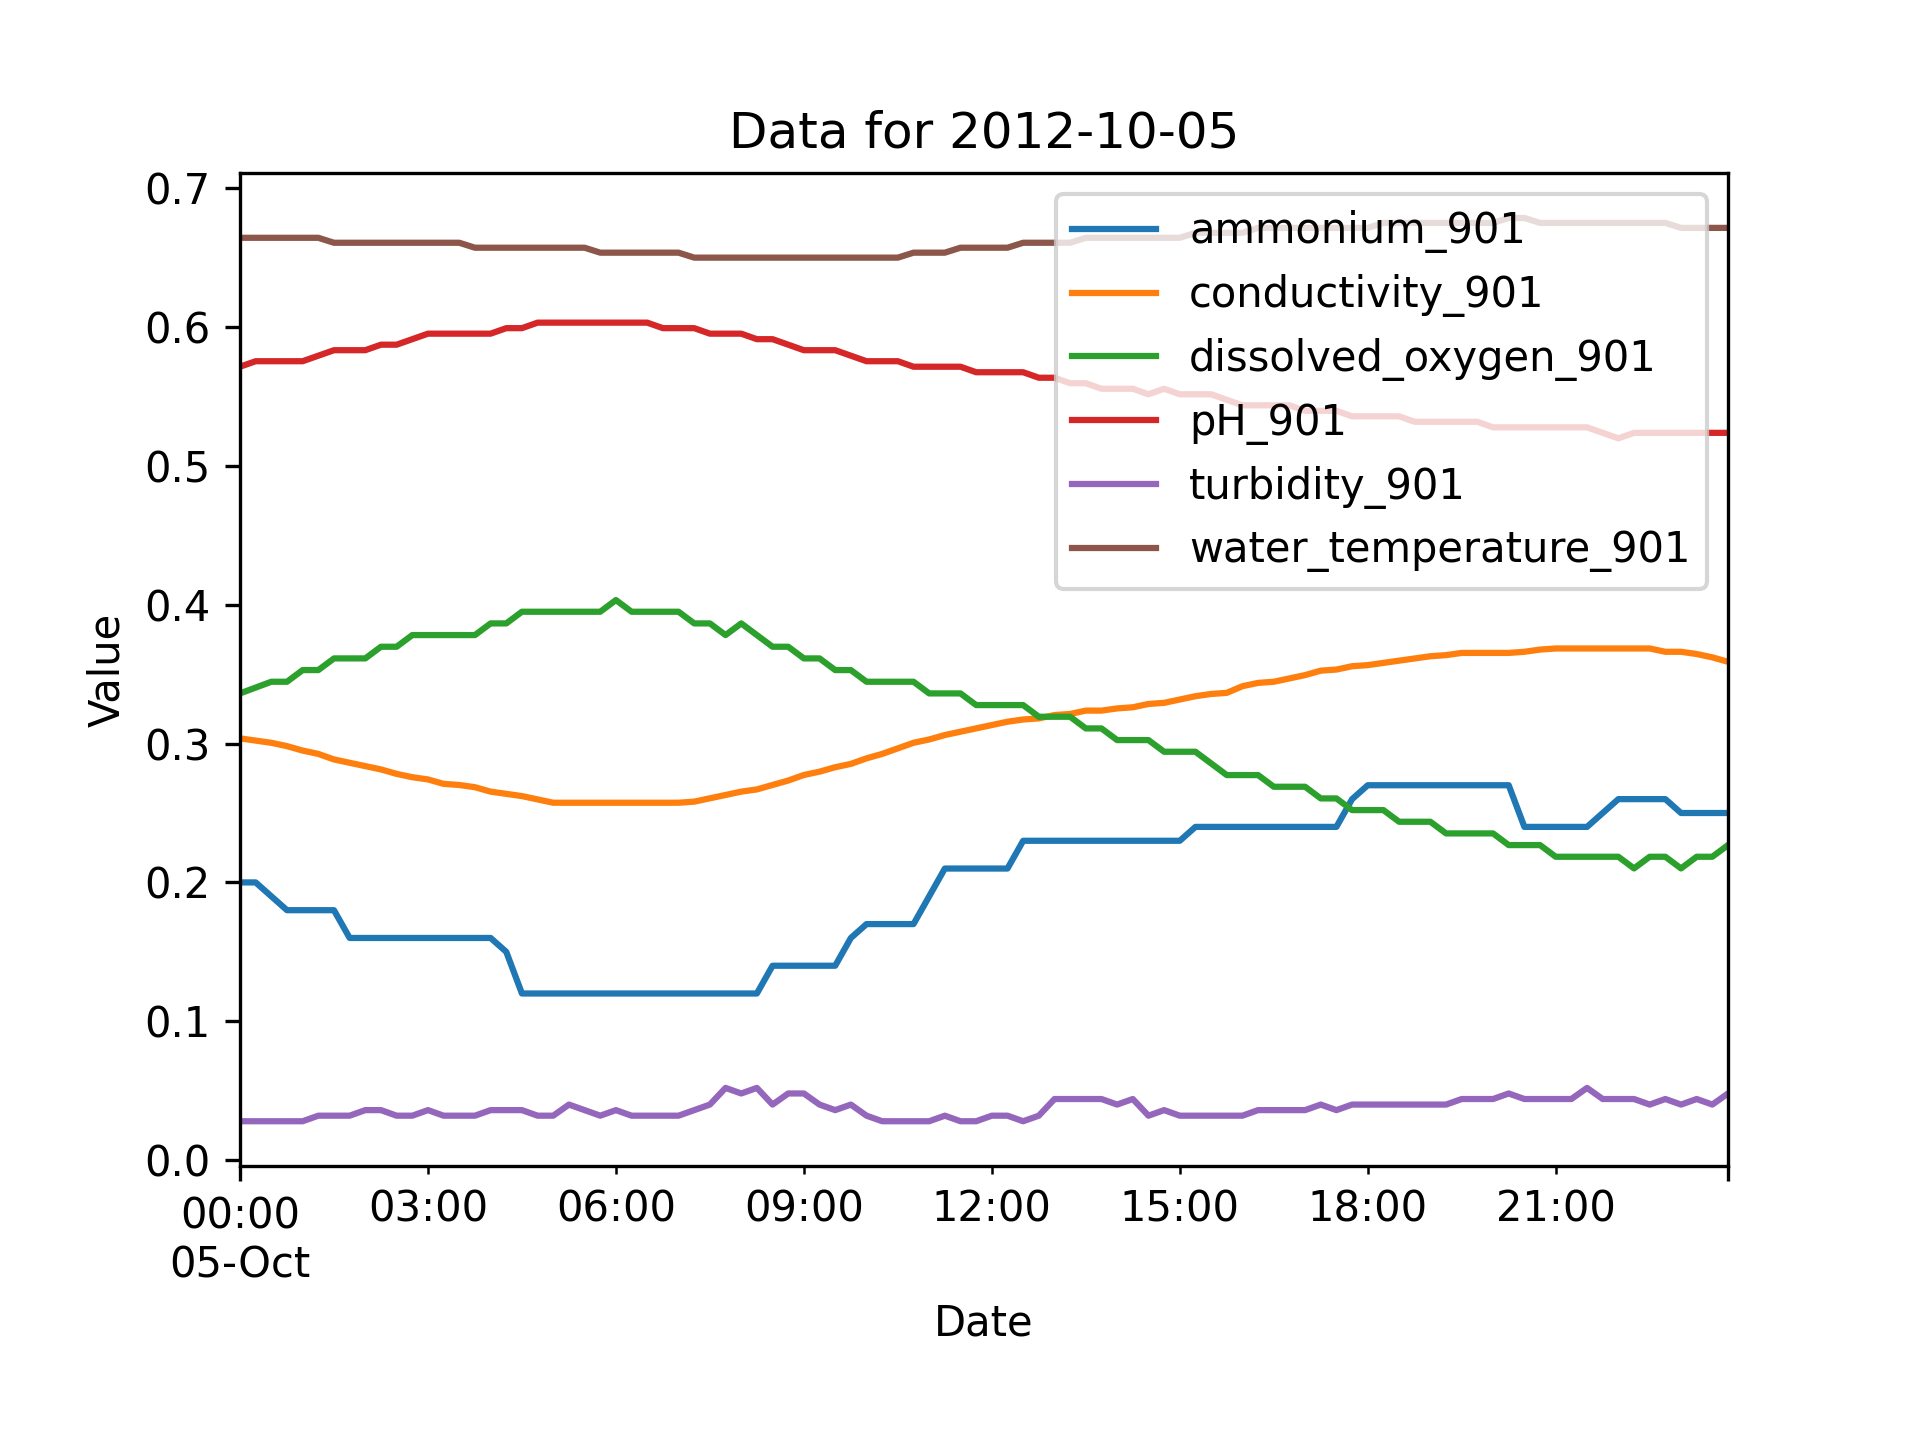 Data for 2012-10-05
0.7
0.6
0.5
0.4
0.3
0.2
0.1
0.0
Value
ammonium_901
conductivity_901
dissolved_oxygen_901
pH_901
turbidity_901
water_temperature_901
00:00 03:00 06:00 09:00 12:00 15:00 18:00 21:00
05-Oct
Date